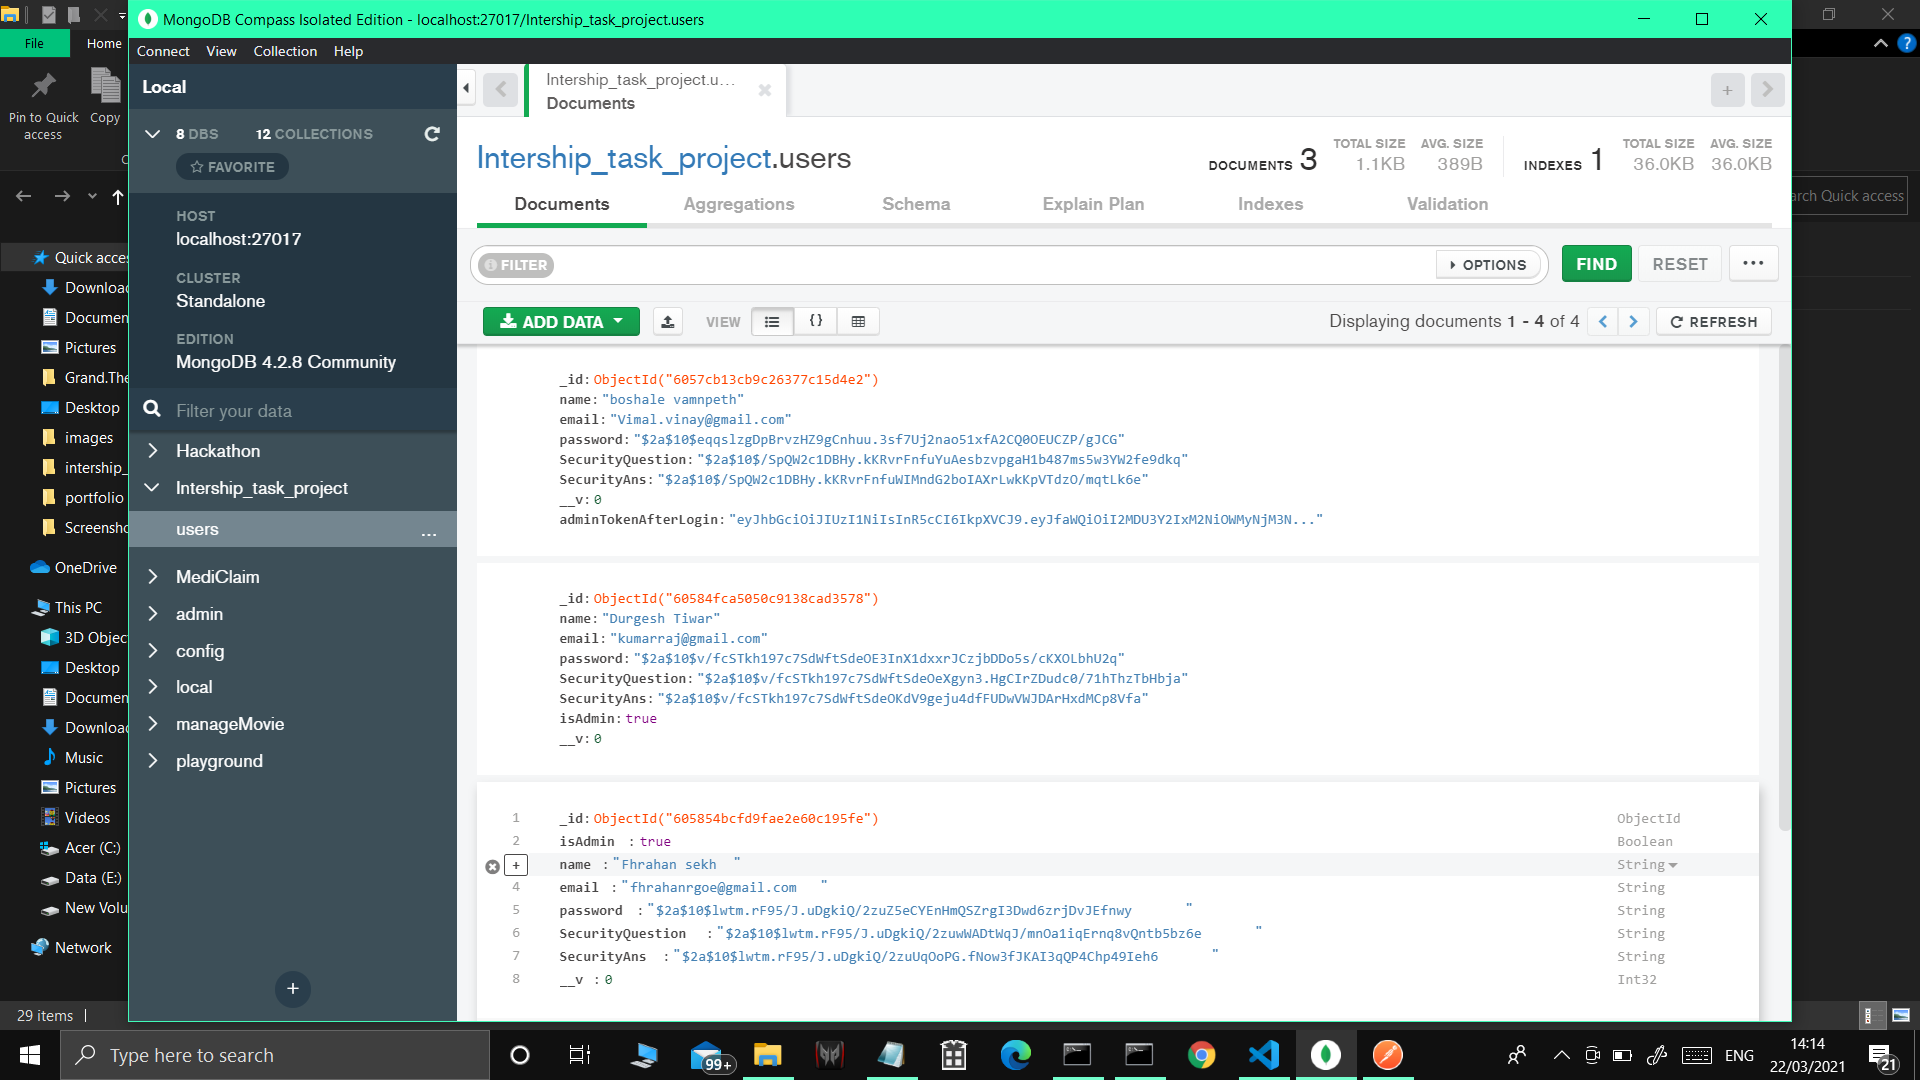 MongoDB Compass Isolated Edition - localhost:27017/Intership_task_project.users
File
Home
Connect View Collection Help
Pin to Quick access
Copy
Local
8 DBS 12 COLLECTIONS
FAVORITE
HOST
localhost:27017
CLUSTER
Standalone
EDITION
MongoDB 4.2.8 Community
Filter your data
Hackathon
Intership_task_project
users
...
MediClaim
admin
config
local
manageMovie
playground
Intership_task_project.u...
Documents
Intership_task_project.users
DOCUMENTS 3 TOTAL SIZE 1.1KB AVG. SIZE 389B
INDEXES 1 TOTAL SIZE 36.0KB AVG. SIZE 36.0KB
Documents Aggregations Schema Explain Plan Indexes Validation
FILTER
OPTIONS
FIND
RESET
...
ADD DATA
VIEW
{}
Displaying documents 1 - 4 of 4
REFRESH
_id: ObjectId("6057cb13cb9c26377c15d4e2")
name: "boshale vamnpeth"
email: "Vimal.vinay@gmail.com"
password: "$2a$10$eqqslzgDpBrvzHZ9gCnhuu.3sf7Uj2nao51xfA2CQ0OEUCZP/gJCG"
SecurityQuestion: "$2a$10$/SpQW2c1DBHy.kKRvrFnfuYuAesbzvpgaH1b487ms5w3YW2fe9dkq"
SecurityAns: "$2a$10$/SpQW2c1DBHy.kKRvrFnfuWIMndG2boIAXrLwkKpVTdzO/mqtLk6e"
__v: 0
adminTokenAfterLogin: "eyJhbGciOiJIUzI1NiIsInR5cCI6IkpXVCJ9.eyJfaWQiOiI2MDU3Y2IxM2NiOWMyNjM3N..."
_id: ObjectId("60584fca5050c9138cad3578")
name: "Durgesh Tiwar"
email: "kumarraj@gmail.com"
password: "$2a$10$v/fcSTkh197c7SdWftSdeOE3InX1dxxrJCzjbDDo5s/cKXOLbhU2q"
SecurityQuestion: "$2a$10$v/fcSTkh197c7SdWftSdeOeXgyn3.HgCIrZDudc0/71hThzTbHbja"
SecurityAns: "$2a$10$v/fcSTkh197c7SdWftSdeOKdV9geju4dfFUDwVWJDArHxdMCp8Vfa"
isAdmin: true
__v: 0
1 _id: ObjectId("605854bcfd9fae2e60c195fe") ObjectId
2 isAdmin : true Boolean
+ name : "Fhrahan sekh " String
4 email : "fhrahanrgoe@gmail.com " String
5 password : "$2a$10$lwtm.rF95/J.uDgkiQ/2zuZ5eCYEnHmQSZrgI3Dwd6zrjDvJEfnwy " String
6 SecurityQuestion : "$2a$10$lwtm.rF95/J.uDgkiQ/2zuwWADtWqJ/mnOa1iqErnq8vQntb5bz6e " String
7 SecurityAns : "$2a$10$lwtm.rF95/J.uDgkiQ/2zuUqOoPG.fNow3fJKAI3qQP4Chp49Ieh6 " String
8 __v : 0 Int32
arch Quick access
Quick acce
Downloa
Documen
Pictures
Grand.The
Desktop
images
intership_
portfolio
Screensho
OneDrive
This PC
3D Objec
Desktop
Documen
Downloa
Music
Pictures
Videos
Acer (C:)
Data (E:)
New Volu
Network
29 items
Type here to search
99+
ENG
14:14
22/03/2021
21